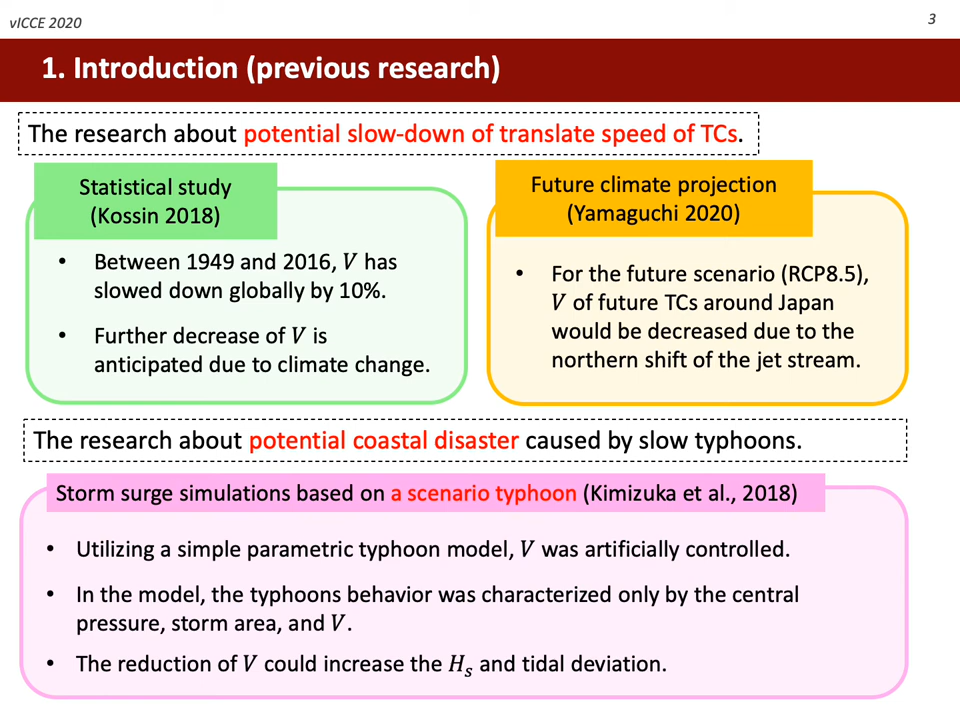 vICCE 2020
3
1. Introduction (previous research)
The research about potential slow-down of translate speed of TCs.
Statistical study
(Kossin 2018)
• Between 1949 and 2016, V has
slowed down globally by 10%.
• Further decrease of V is
anticipated due to climate change.
Future climate projection
(Yamaguchi 2020)
• For the future scenario (RCP8.5),
V of future TCs around Japan
would be decreased due to the
northern shift of the jet stream.
The research about potential coastal disaster caused by slow typhoons.
Storm surge simulations based on a scenario typhoon (Kimizuka et al., 2018)
• Utilizing a simple parametric typhoon model, V was artificially controlled.
• In the model, the typhoons behavior was characterized only by the central
pressure, storm area, and V.
• The reduction of V could increase the Hs and tidal deviation.